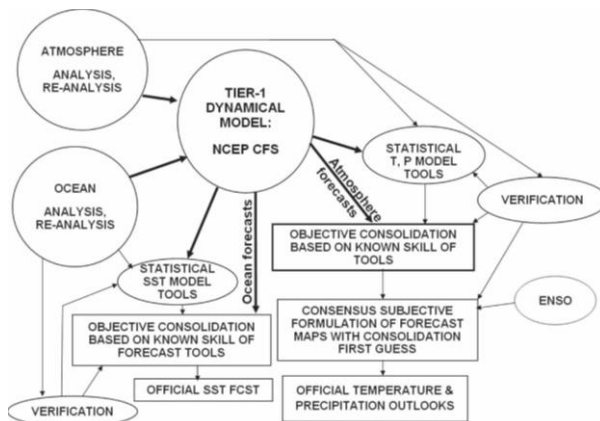 ATMOSPHERE
ANALYSIS,
RE-ANALYSIS
TIER-1
DYNAMICAL
MODEL:
NCEP CFS
STATISTICAL
T, P MODEL
TOOLS
OCEAN
ANALYSIS,
RE-ANALYSIS
Atmosphere
forecasts
VERIFICATION
Ocean forecasts
OBJECTIVE CONSOLIDATION
BASED ON KNOWN SKILL OF
TOOLS
STATISTICAL
SST MODEL
TOOLS
ENSO
CONSENSUS SUBJECTIVE
FORMULATION OF FORECAST
MAPS WITH CONSOLIDATION
FIRST GUESS
OBJECTIVE CONSOLIDATION
BASED ON KNOWN SKILL OF
FORECAST TOOLS
OFFICIAL SST FCST
OFFICIAL TEMPERATURE &
PRECIPITATION OUTLOOKS
VERIFICATION